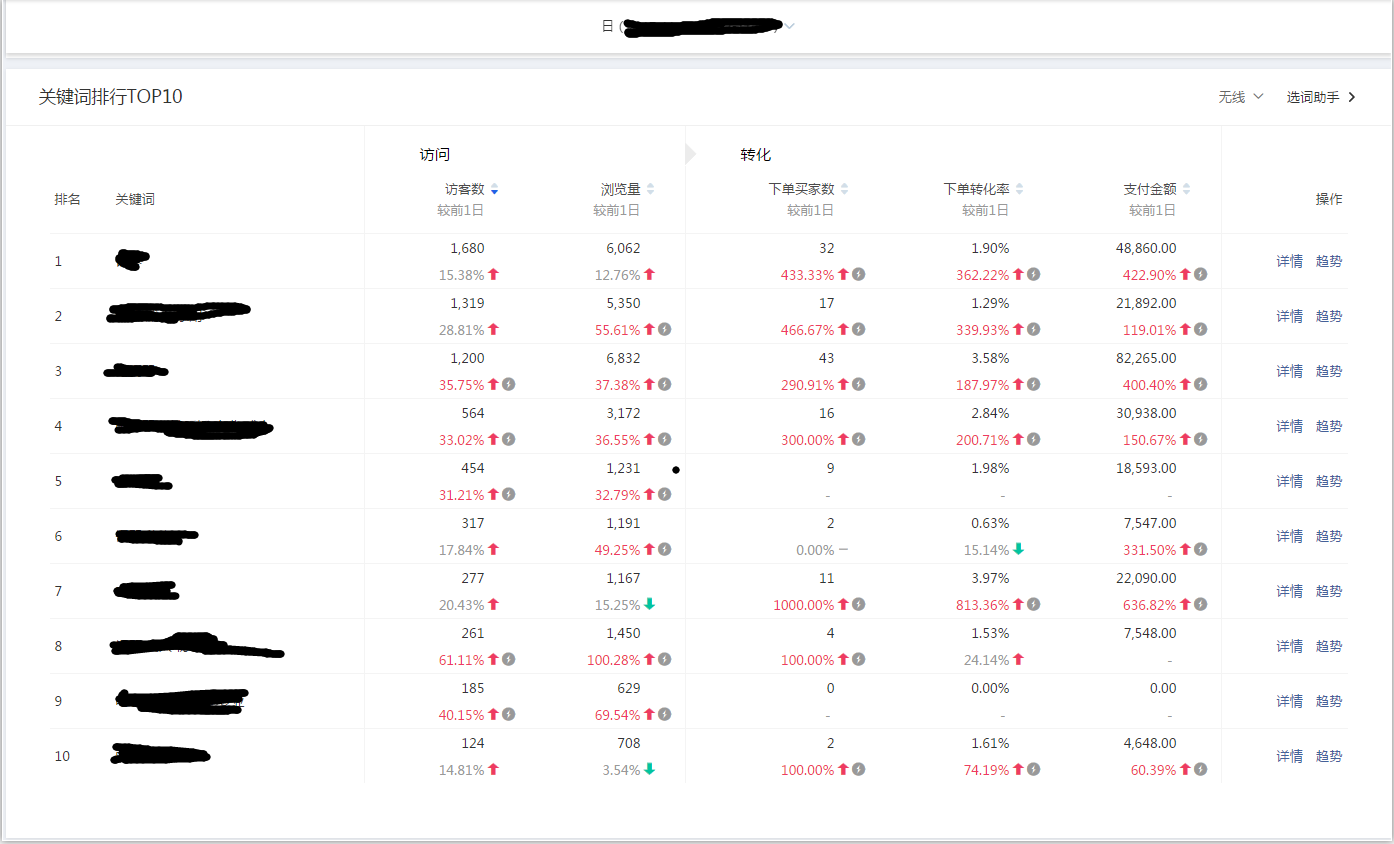 日 (
关键词排行TOP10
无线 选词助手
访问 转化
排名 关键词 访客数 浏览量 下单买家数 下单转化率 支付金额 操作
较前1日 较前1日 较前1日 较前1日 较前1日
1,680 6,062 32 1.90% 48,860.00
1 详情 趋势
15.38% 12.76% 433.33% 362.22% 422.90%
1,319 5,350 17 1.29% 21,892.00
2 详情 趋势
28.81% 55.61% 466.67% 339.93% 119.01%
1,200 6,832 43 3.58% 82,265.00
3 详情 趋势
35.75% 37.38% 290.91% 187.97% 400.40%
564 3,172 16 2.84% 30,938.00
4 详情 趋势
33.02% 36.55% 300.00% 200.71% 150.67%
454 1,231 9 1.98% 18,593.00
5 详情 趋势
31.21% 32.79% - - -
317 1,191 2 0.63% 7,547.00
6 详情 趋势
17.84% 49.25% 0.00% 15.14% 331.50%
277 1,167 11 3.97% 22,090.00
7 详情 趋势
20.43% 15.25% 1000.00% 813.36% 636.82%
261 1,450 4 1.53% 7,548.00
8 详情 趋势
61.11% 100.28% 100.00% 24.14% -
185 629 0 0.00% 0.00
9 详情 趋势
40.15% 69.54% - - -
124 708 2 1.61% 4,648.00
10 详情 趋势
14.81% 3.54% 100.00% 74.19% 60.39%